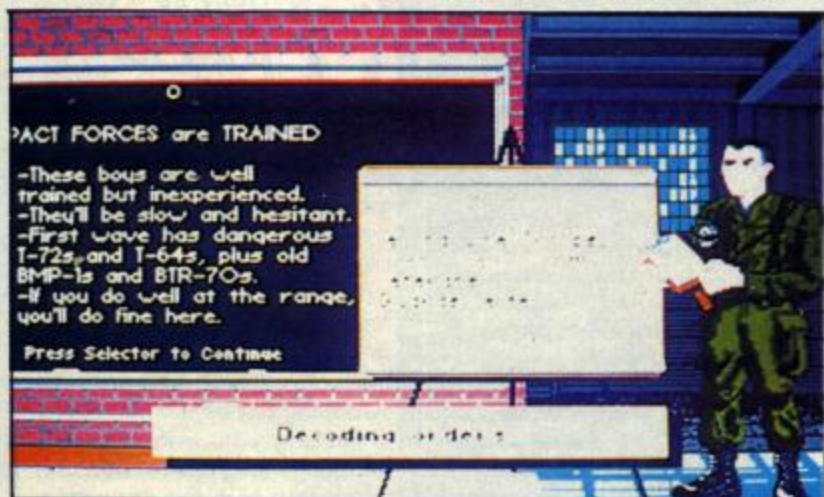 PACT FORCES are TRAINED
-These boys are well
trained but inexperienced.
-They'll be slow and hesitant.
-First wave has dangerous
T-72s and T-64s, plus old
BMP-1s and BTR-70s.
-If you do well at the range,
you'll do fine here.
Press Selector to Continue
Decoding orders